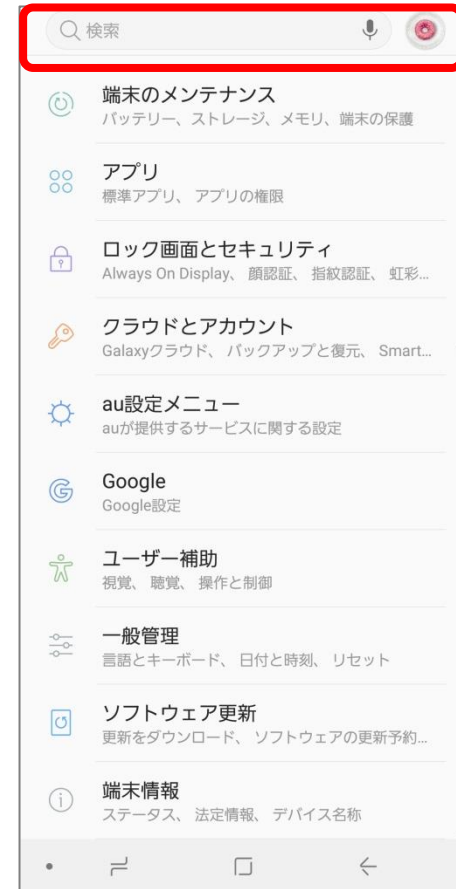 検索
端末のメンテナンス
バッテリー、ストレージ、メモリ、端末の保護
アプリ
標準アプリ、 アプリの権限
ロック画面とセキュリティ
Always On Display、 顔認証、 指紋認証、 虹彩...
クラウドとアカウント
Galaxyクラウド、 バックアップと復元、 Smart...
au設定メニュー
auが提供するサービスに関する設定
Google
Google設定
ユーザー補助
視覚、 聴覚、 操作と制御
一般管理
言語とキーボード、 日付と時刻、 リセット
ソフトウェア更新
更新をダウンロード、 ソフトウェアの更新予約...
端末情報
ステータス、 法定情報、 デバイス名称